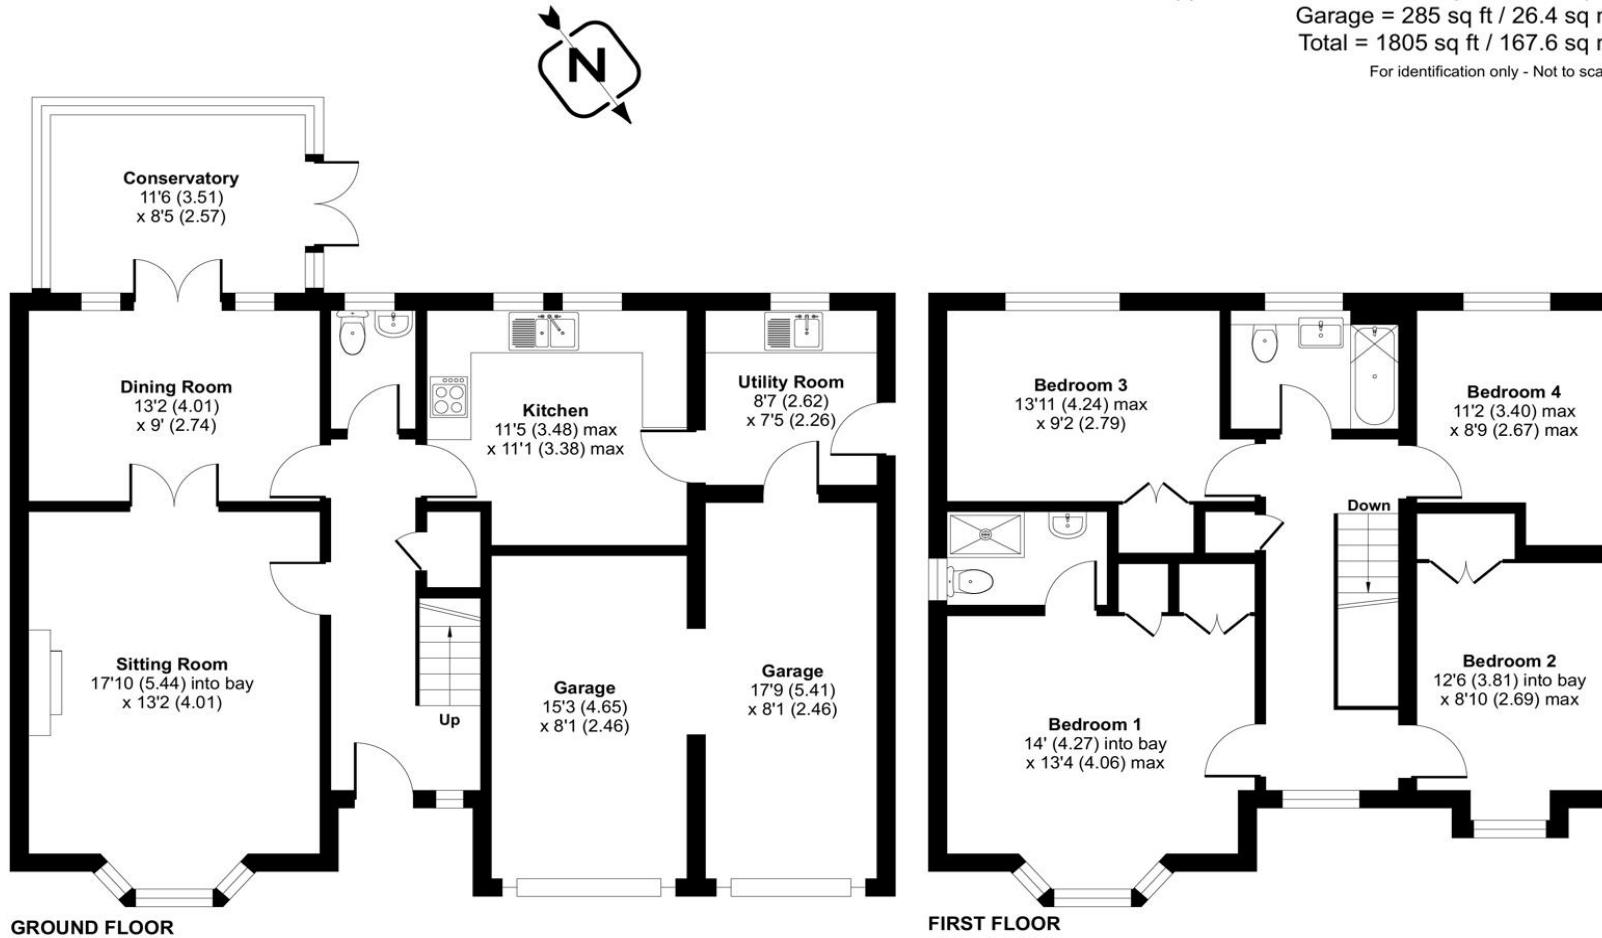 Garage = 285 sq ft / 26.4 sq
Total = 1805 sq ft / 167.6 sq
For identification only - Not to
N
Conservatory
11'6 (3.51)
x 8'5 (2.57)
Dining Room
13'2 (4.01)
x 9' (2.74)
Kitchen
11'5 (3.48) max
x 11'1 (3.38) max
Utility Room
8'7 (2.62)
x 7'5 (2.26)
Sitting Room
17'10 (5.44) into bay
x 13'2 (4.01)
Up
Garage
15'3 (4.65)
x 8'1 (2.46)
Garage
17'9 (5.41)
x 8'1 (2.46)
GROUND FLOOR
Bedroom 3
13'11 (4.24) max
x 9'2 (2.79)
Bedroom 4
11'2 (3.40) max
x 8'9 (2.67) max
Down
Bedroom 1
14' (4.27) into bay
x 13'4 (4.06) max
Bedroom 2
12'6 (3.81) into bay
x 8'10 (2.69) max
FIRST FLOOR